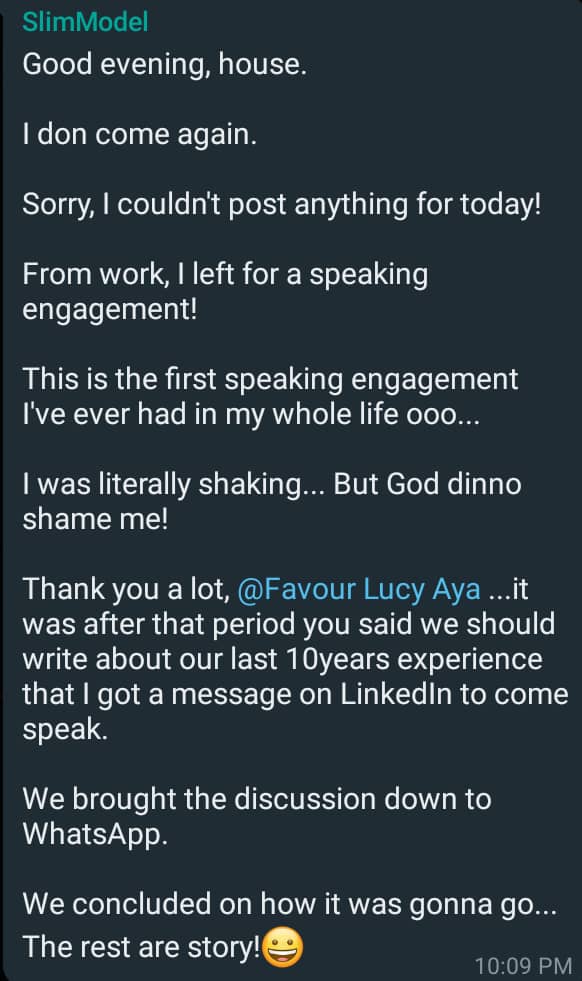 SlimModel
Good evening, house.
I don come again.
Sorry, I couldn't post anything for today!
From work, I left for a speaking
engagement!
This is the first speaking engagement
I've ever had in my whole life ooo...
I was literally shaking... But God dinno
shame me!
Thank you a lot, @Favour Lucy Aya ...it
was after that period you said we should
write about our last 10years experience
that I got a message on LinkedIn to come
speak.
We brought the discussion down to
WhatsApp.
We concluded on how it was gonna go...
The rest are story!😀
10:09 PM